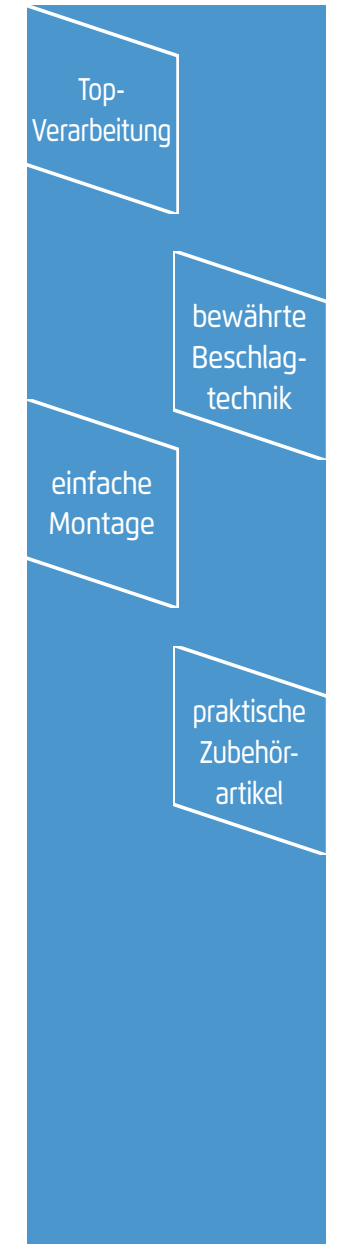 Top-
Verarbeitung
bewährte
Beschlag-
technik
einfache
Montage
praktische
Zubehör-
artikel